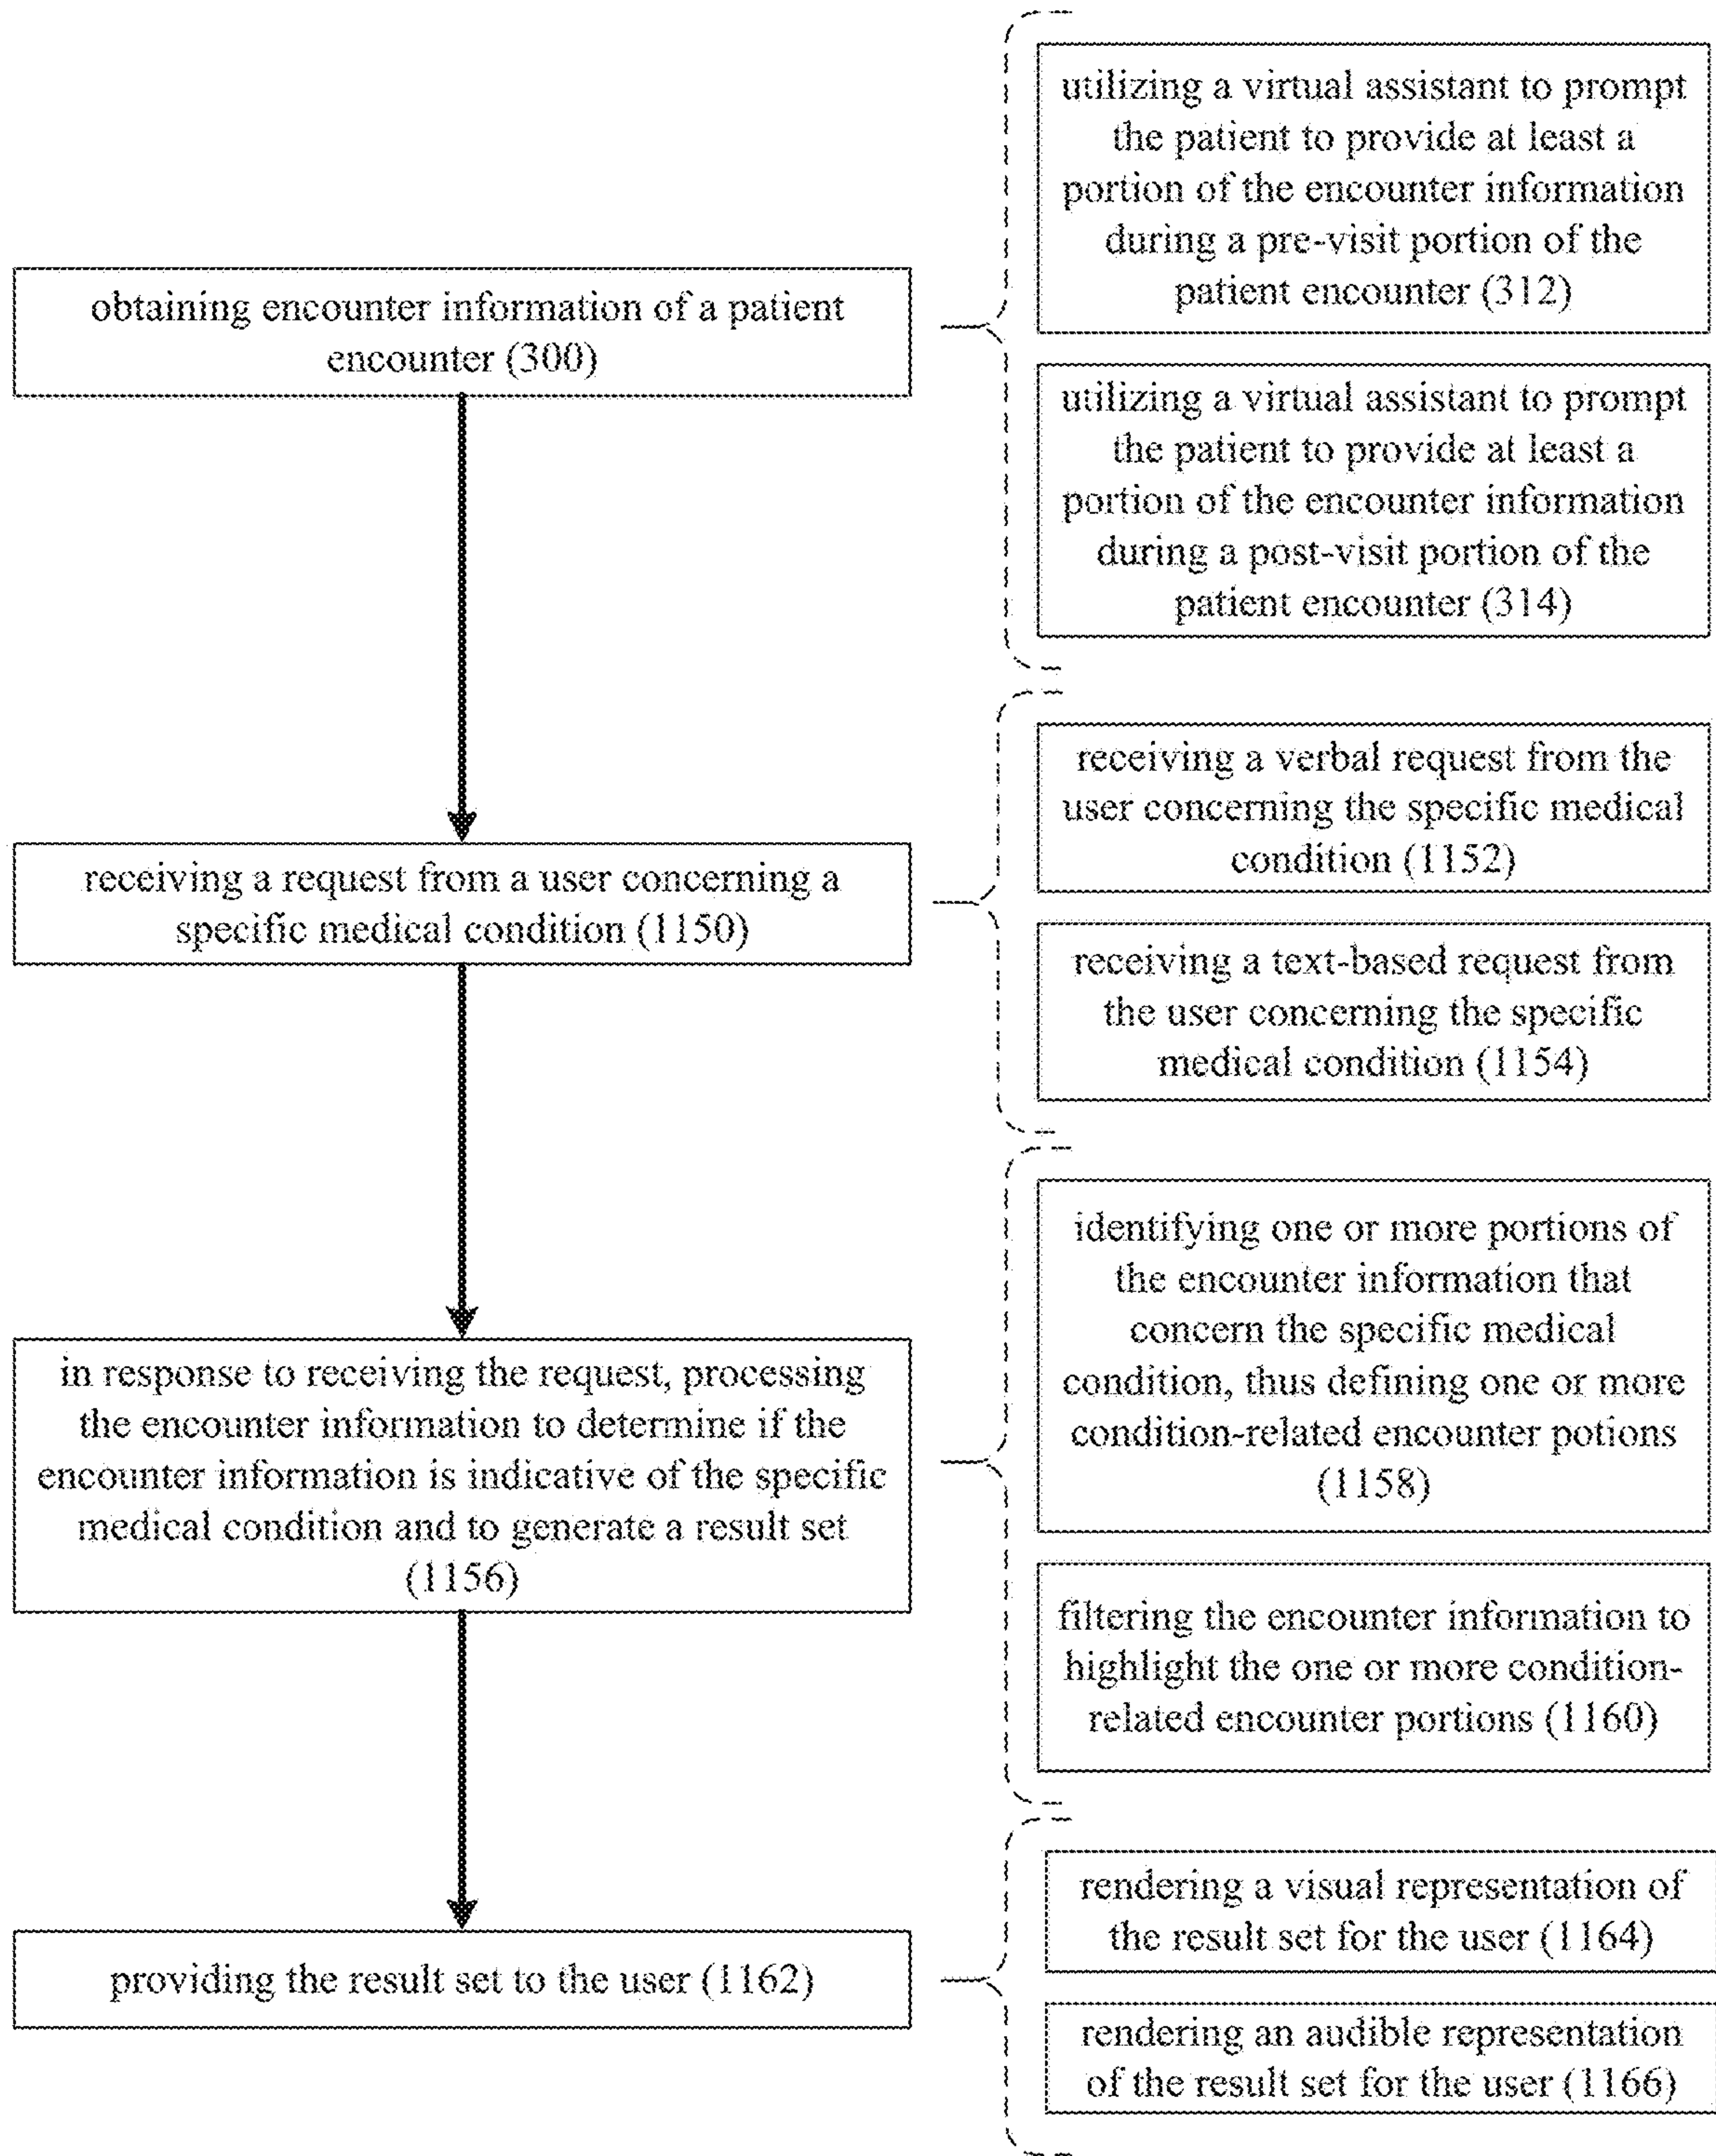 utilizing a virtual assistant to prompt
the patient to provide at least a
portion of the encounter information
during a pre-visit portion of the
patient encounter (312)
obtaining encounter information of a patient
encounter (300)
utilizing a virtual assistant to prompt
the patient to provide at least a
portion of the encounter information
during a post-visit portion of the
patient encounter (314)
receiving a verbal request from the
user concerning the specific medical
condition (1152)
receiving a request from a user concerning a
specific medical condition (1150)
receiving a text-based request from
the user concerning the specific
medical condition (1154)
identifying one or more portions of
the encounter information that
concern the specific medical
condition, thus defining one or more
condition-related encounter potions
(1158)
in response to receiving the request, processing
the encounter information to determine if the
encounter information is indicative of the specific
medical condition and to generate a result set
(1156)
filtering the encounter information to
highlight the one or more condition-
related encounter portions (1160)
rendering a visual representation of
the result set for the user (1164)
providing the result set to the user (1162)
rendering an audible representation
of the result set for the user (1166)